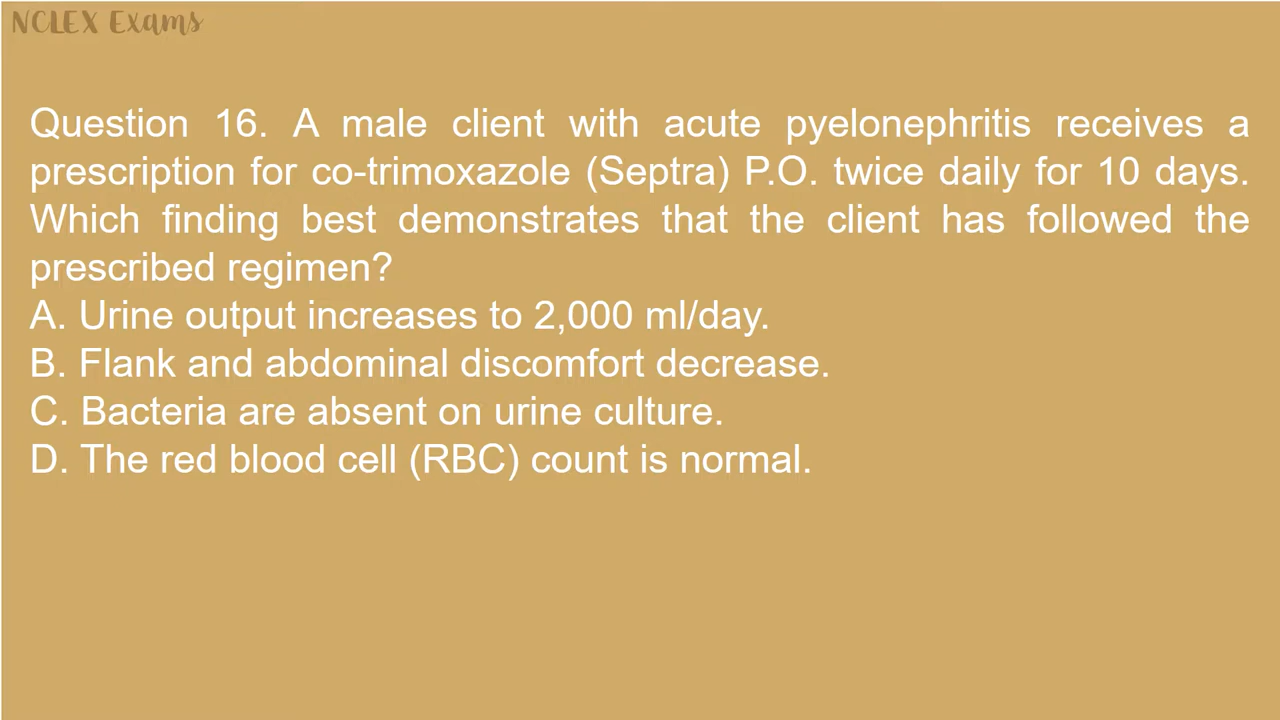 NCLEX Exams
Question 16. A male client with acute pyelonephritis receives a
prescription for co-trimoxazole (Septra) P.O. twice daily for 10 days.
Which finding best demonstrates that the client has followed the
prescribed regimen?
A. Urine output increases to 2,000 ml/day.
B. Flank and abdominal discomfort decrease.
C. Bacteria are absent on urine culture.
D. The red blood cell (RBC) count is normal.